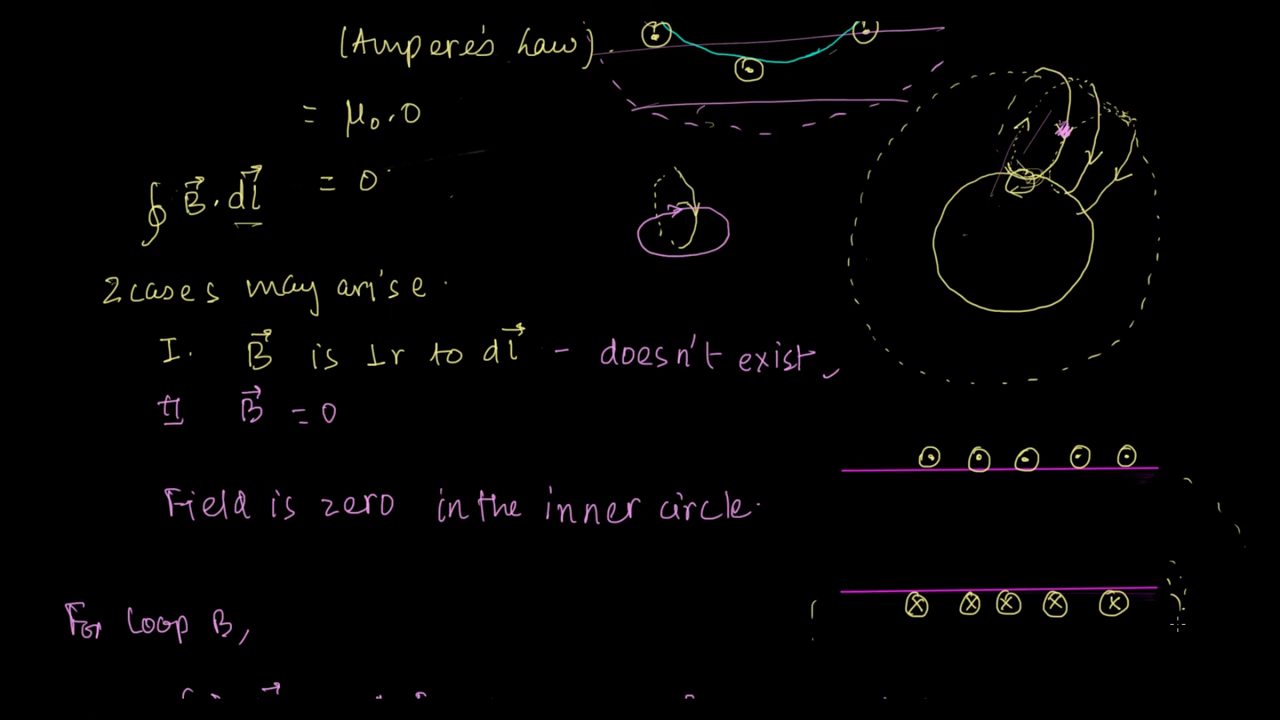 (Ampere's Law).
= μ₀.0
∮ B⃗. dl⃗ = 0
2 cases may arise.
I. B⃗ is ⊥r to dl⃗ - doesn't exist,
II B⃗ = 0
Field is zero in the inner circle.
For loop B,